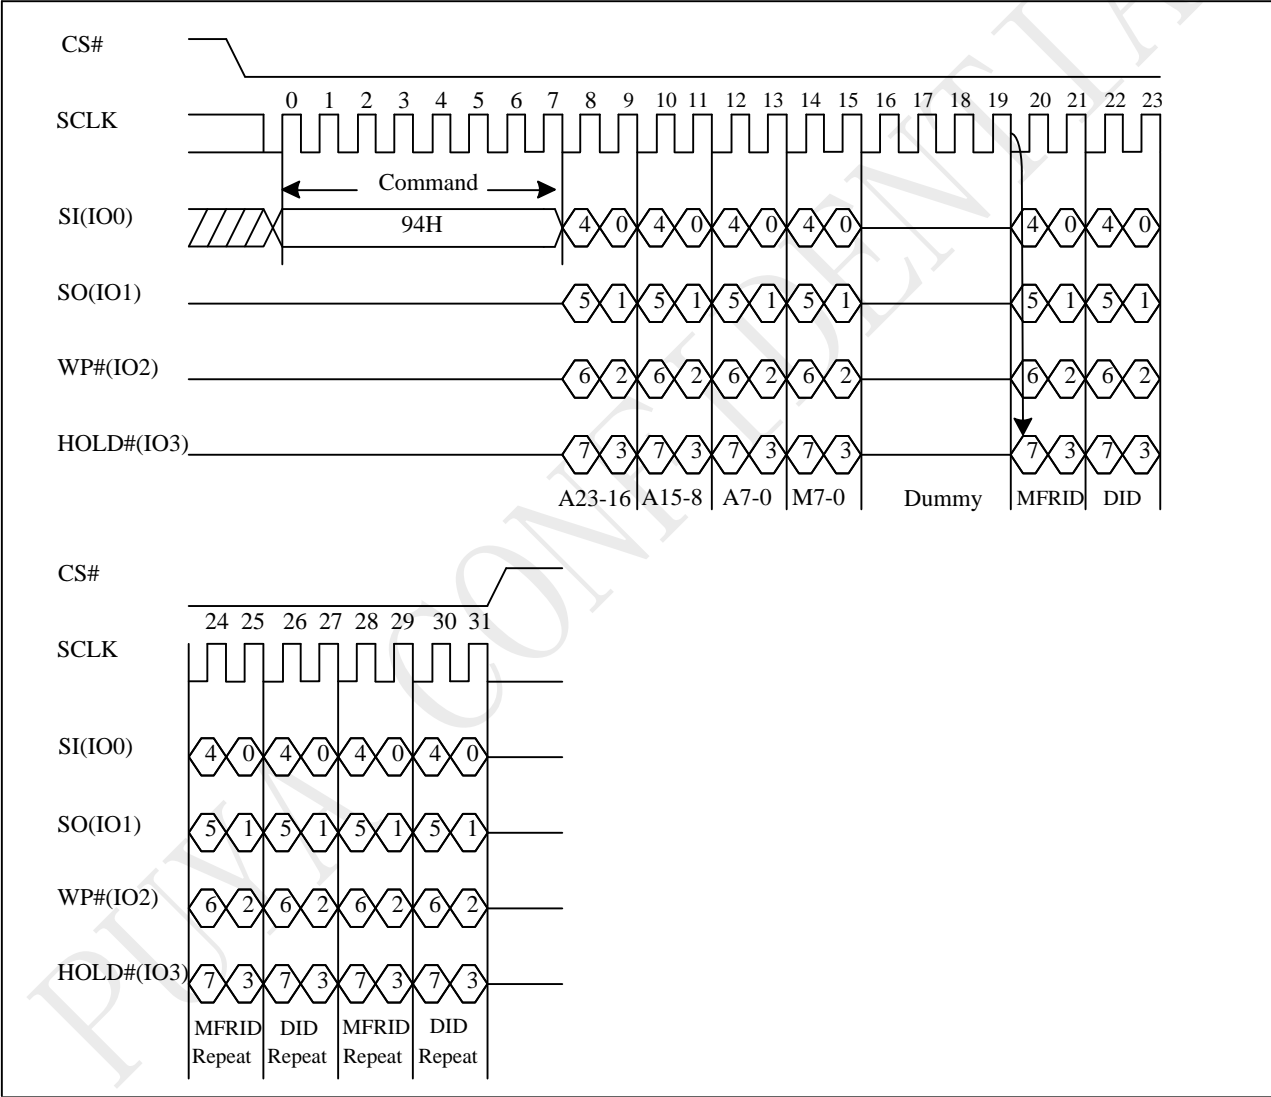 CS#
0 1 2 3 4 5 6 7 8 9 10 11 12 13 14 15 16 17 18 19 20 21 22 23
SCLK
Command
SI(IO0) 94H 4 0 4 0 4 0 4 0 4 0 4 0
SO(IO1) 5 1 5 1 5 1 5 1 5 1 5 1
WP#(IO2) 6 2 6 2 6 2 6 2 6 2 6 2
HOLD#(IO3) 7 3 7 3 7 3 7 3 7 3 7 3
A23-16 A15-8 A7-0 M7-0 Dummy MFRID DID
CS#
24 25 26 27 28 29 30 31
SCLK
SI(IO0) 4 0 4 0 4 0 4 0
SO(IO1) 5 1 5 1 5 1 5 1
WP#(IO2) 6 2 6 2 6 2 6 2
HOLD#(IO3) 7 3 7 3 7 3 7 3
MFRID DID MFRID DID
Repeat Repeat Repeat Repeat
PUYA CONFIDENTIA